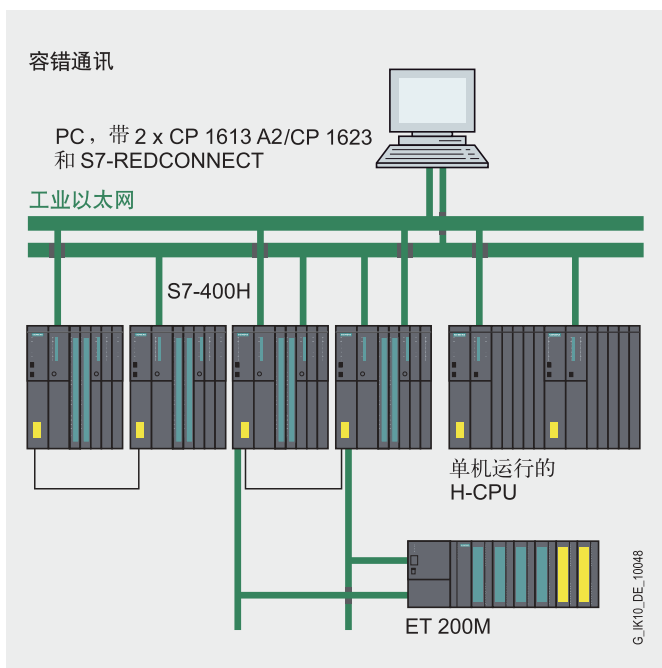 容错通讯
PC，带 2 x CP 1613 A2/CP 1623
和 S7-REDCONNECT
工业以太网
S7-400H
单机运行的
H-CPU
ET 200M
G_IK10_DE_10048